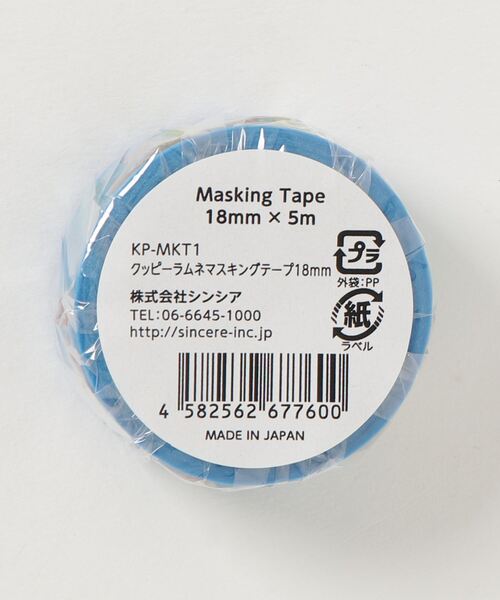 Masking Tape
18mm × 5m
KP-MKT1
クッピーラムネマスキングテープ18mm
株式会社シンシア
TEL:06-6645-1000
http://sincere-inc.jp
プラ
外袋:PP
紙
ラベル
4 582562 677600
MADE IN JAPAN